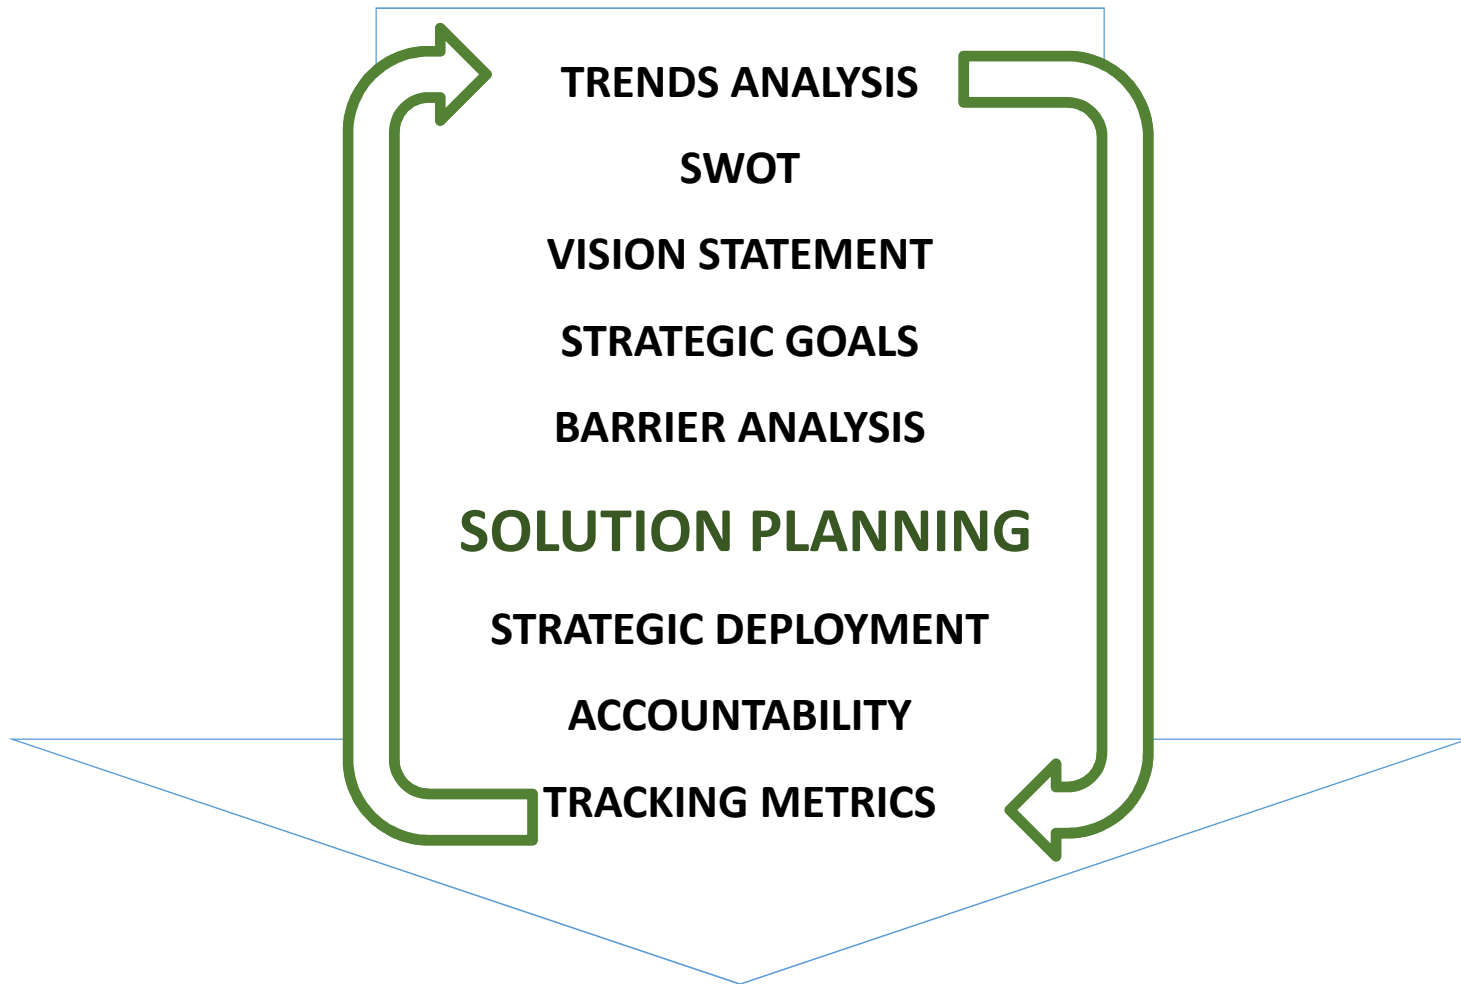 TRENDS ANALYSIS
SWOT
VISION STATEMENT
STRATEGIC GOALS
BARRIER ANALYSIS
SOLUTION PLANNING
STRATEGIC DEPLOYMENT
ACCOUNTABILITY
TRACKING METRICS